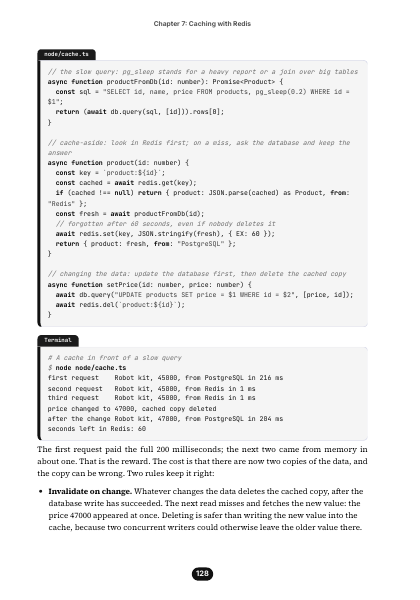 Chapter 7: Caching with Redis
node/cache.ts
// the slow query: pg_sleep stands for a heavy report or a join over big tables
async function productFromDb(id: number): Promise<Product> {
  const sql = "SELECT id, name, price FROM products, pg_sleep(0.2) WHERE id =
$1";
  return (await db.query(sql, [id])).rows[0];
}
// cache-aside: look in Redis first; on a miss, ask the database and keep the
answer
async function product(id: number) {
  const key = `product:${id}`;
  const cached = await redis.get(key);
  if (cached !== null) return { product: JSON.parse(cached) as Product, from:
"Redis" };
  const fresh = await productFromDb(id);
  // forgotten after 60 seconds, even if nobody deletes it
  await redis.set(key, JSON.stringify(fresh), { EX: 60 });
  return { product: fresh, from: "PostgreSQL" };
}
// changing the data: update the database first, then delete the cached copy
async function setPrice(id: number, price: number) {
  await db.query("UPDATE products SET price = $1 WHERE id = $2", [price, id]);
  await redis.del(`product:${id}`);
}
Terminal
# A cache in front of a slow query
$ node node/cache.ts
first request    Robot kit, 45000, from PostgreSQL in 216 ms
second request   Robot kit, 45000, from Redis in 1 ms
third request    Robot kit, 45000, from Redis in 1 ms
price changed to 47000, cached copy deleted
after the change Robot kit, 47000, from PostgreSQL in 204 ms
seconds left in Redis: 60
The first request paid the full 200 milliseconds; the next two came from memory in
about one. That is the reward. The cost is that there are now two copies of the data, and
the copy can be wrong. Two rules keep it right:
• Invalidate on change. Whatever changes the data deletes the cached copy, after the
database write has succeeded. The next read misses and fetches the new value: the
price 47000 appeared at once. Deleting is safer than writing the new value into the
cache, because two concurrent writers could otherwise leave the older value there.
128